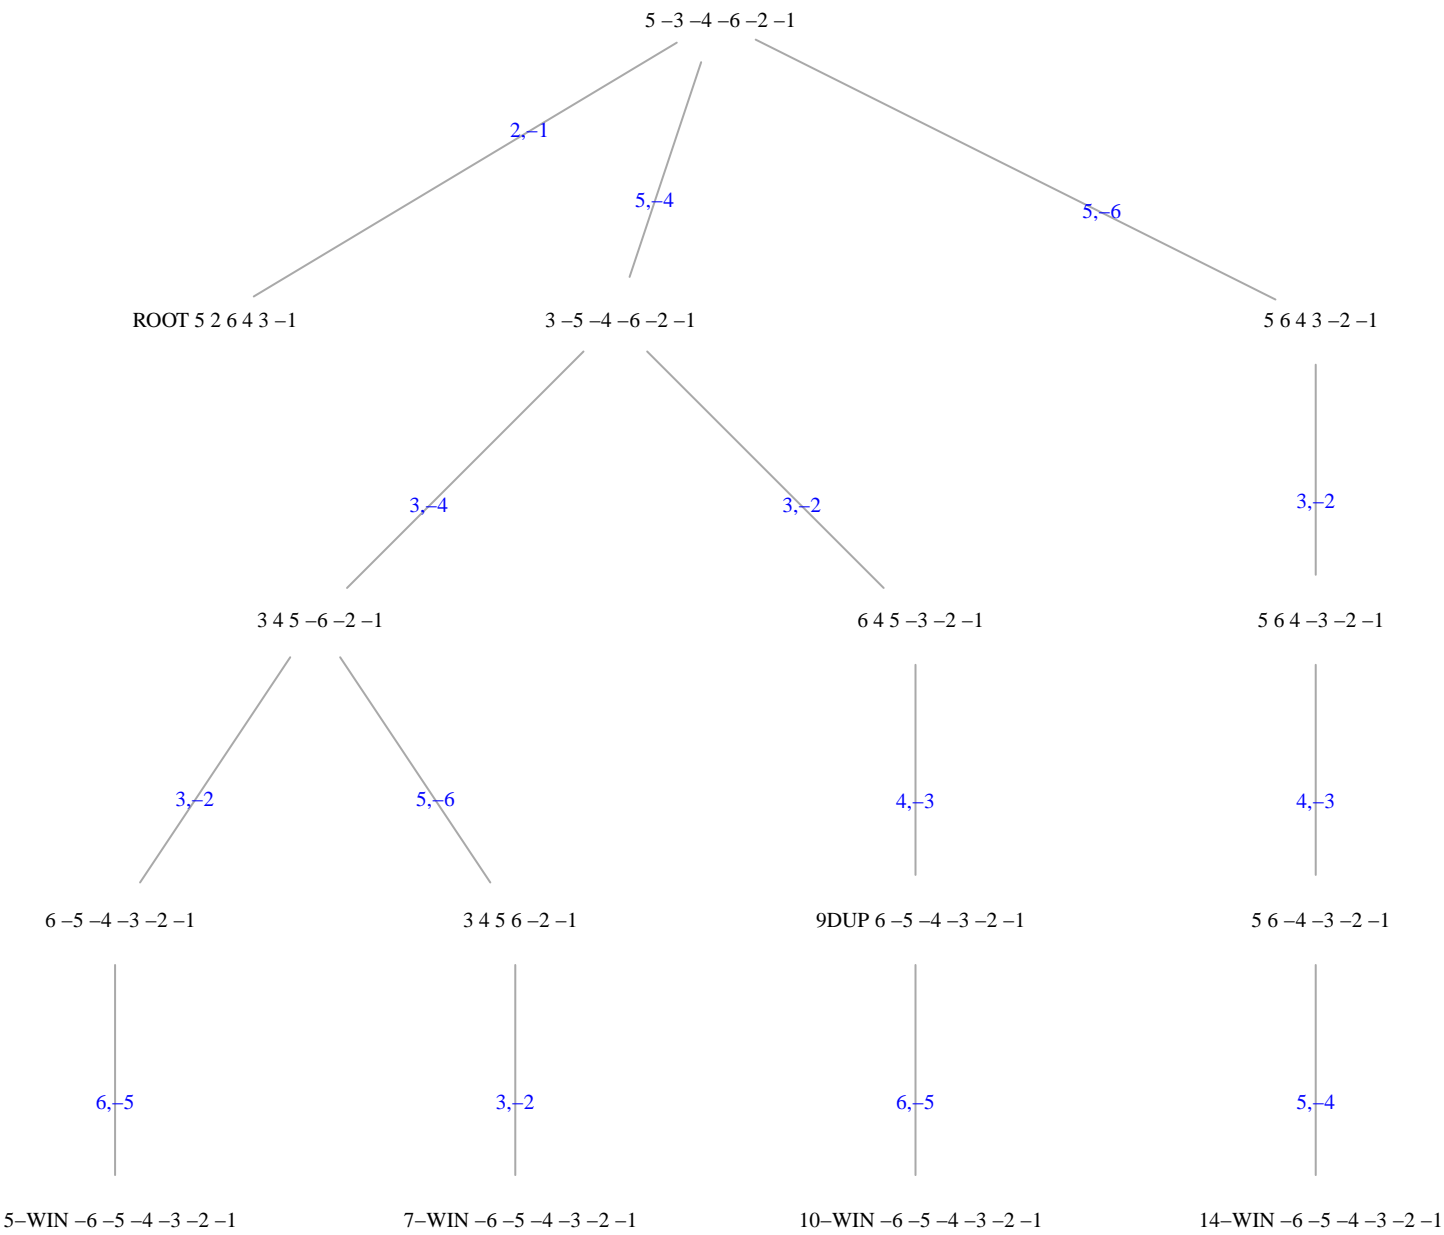 5 –3 –4 –6 –2 –1
2,–1
5,–4
5,–6
ROOT 5 2 6 4 3 –1
3 –5 –4 –6 –2 –1
5 6 4 3 –2 –1
3,–4
3,–2
3,–2
3 4 5 –6 –2 –1
6 4 5 –3 –2 –1
5 6 4 –3 –2 –1
3,–2
5,–6
4,–3
4,–3
6 –5 –4 –3 –2 –1
3 4 5 6 –2 –1
9DUP 6 –5 –4 –3 –2 –1
5 6 –4 –3 –2 –1
6,–5
3,–2
6,–5
5,–4
5–WIN –6 –5 –4 –3 –2 –1
7–WIN –6 –5 –4 –3 –2 –1
10–WIN –6 –5 –4 –3 –2 –1
14–WIN –6 –5 –4 –3 –2 –1